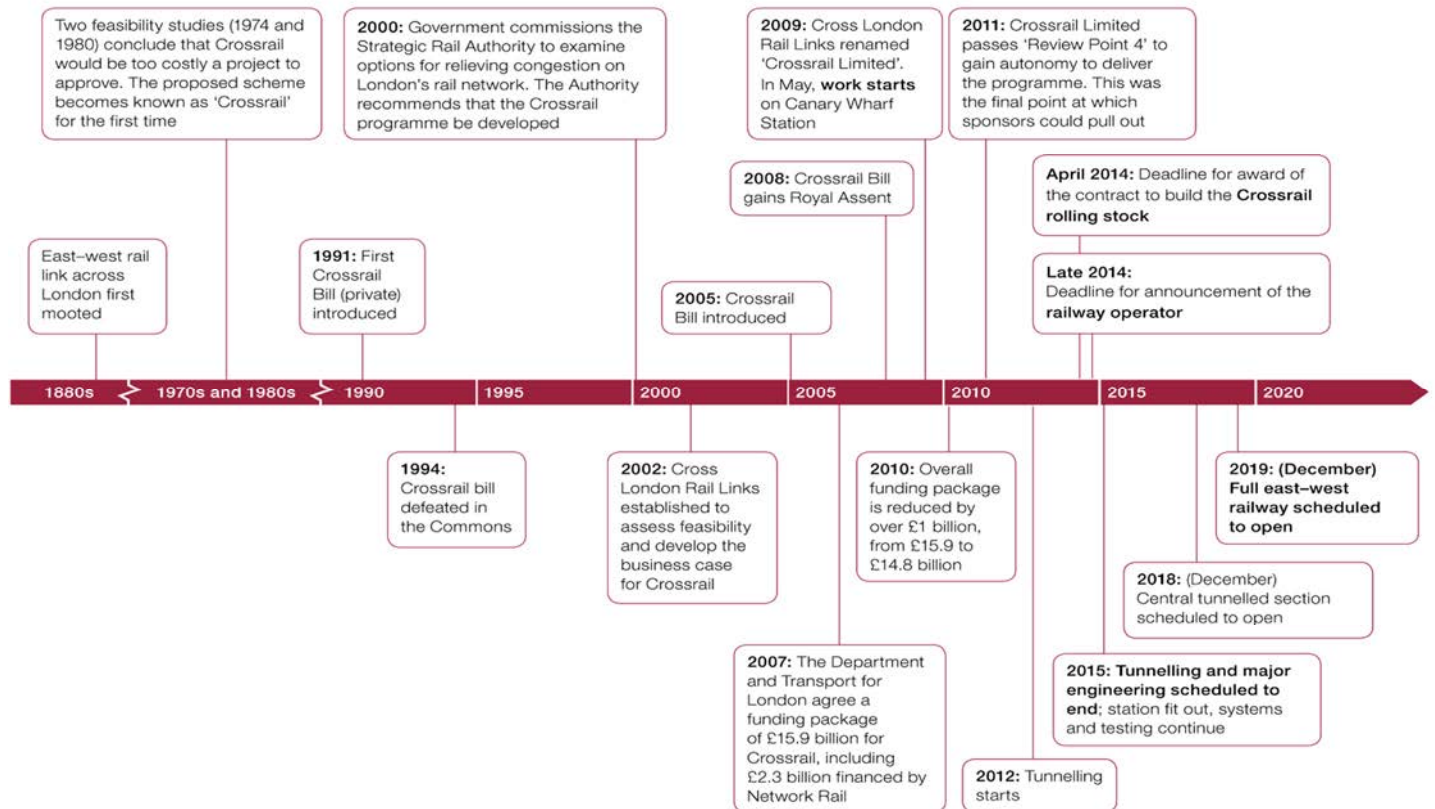 Two feasibility studies (1974 and
1980) conclude that Crossrail
would be too costly a project to
approve. The proposed scheme
becomes known as ‘Crossrail’
for the first time
2000: Government commissions the
Strategic Rail Authority to examine
options for relieving congestion on
London’s rail network. The Authority
recommends that the Crossrail
programme be developed
2009: Cross London
Rail Links renamed
‘Crossrail Limited’.
In May, work starts
on Canary Wharf
Station
2011: Crossrail Limited
passes ‘Review Point 4’ to
gain autonomy to deliver
the programme. This was
the final point at which
sponsors could pull out
2008: Crossrail Bill
gains Royal Assent
April 2014: Deadline for award of
the contract to build the Crossrail
rolling stock
East–west rail
link across
London first
mooted
1991: First
Crossrail
Bill (private)
introduced
2005: Crossrail
Bill introduced
Late 2014:
Deadline for announcement of the
railway operator
1880s
1970s and 1980s
1990
1995
2000
2005
2010
2015
2020
1994:
Crossrail bill
defeated in
the Commons
2002: Cross
London Rail Links
established to
assess feasibility
and develop the
business case
for Crossrail
2010: Overall
funding package
is reduced by
over £1 billion,
from £15.9 to
£14.8 billion
2019: (December)
Full east–west
railway scheduled
to open
2018: (December)
Central tunnelled section
scheduled to open
2007: The Department
and Transport for
London agree a
funding package
of £15.9 billion for
Crossrail, including
£2.3 billion financed by
Network Rail
2015: Tunnelling and major
engineering scheduled to
end; station fit out, systems
and testing continue
2012: Tunnelling
starts